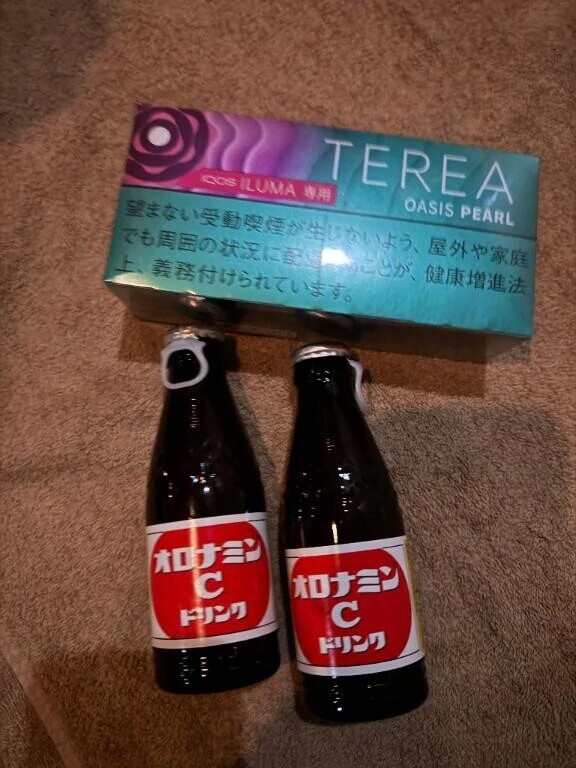 TEREA
IQOS ILUMA 専用
OASIS PEARL
望まない受動喫煙が生じないよう、屋外や家庭
でも周囲の状況に配慮することが、健康増進法
上、義務付けられています。
オロナミン
C
ドリンク
オロナミン
C
ドリンク